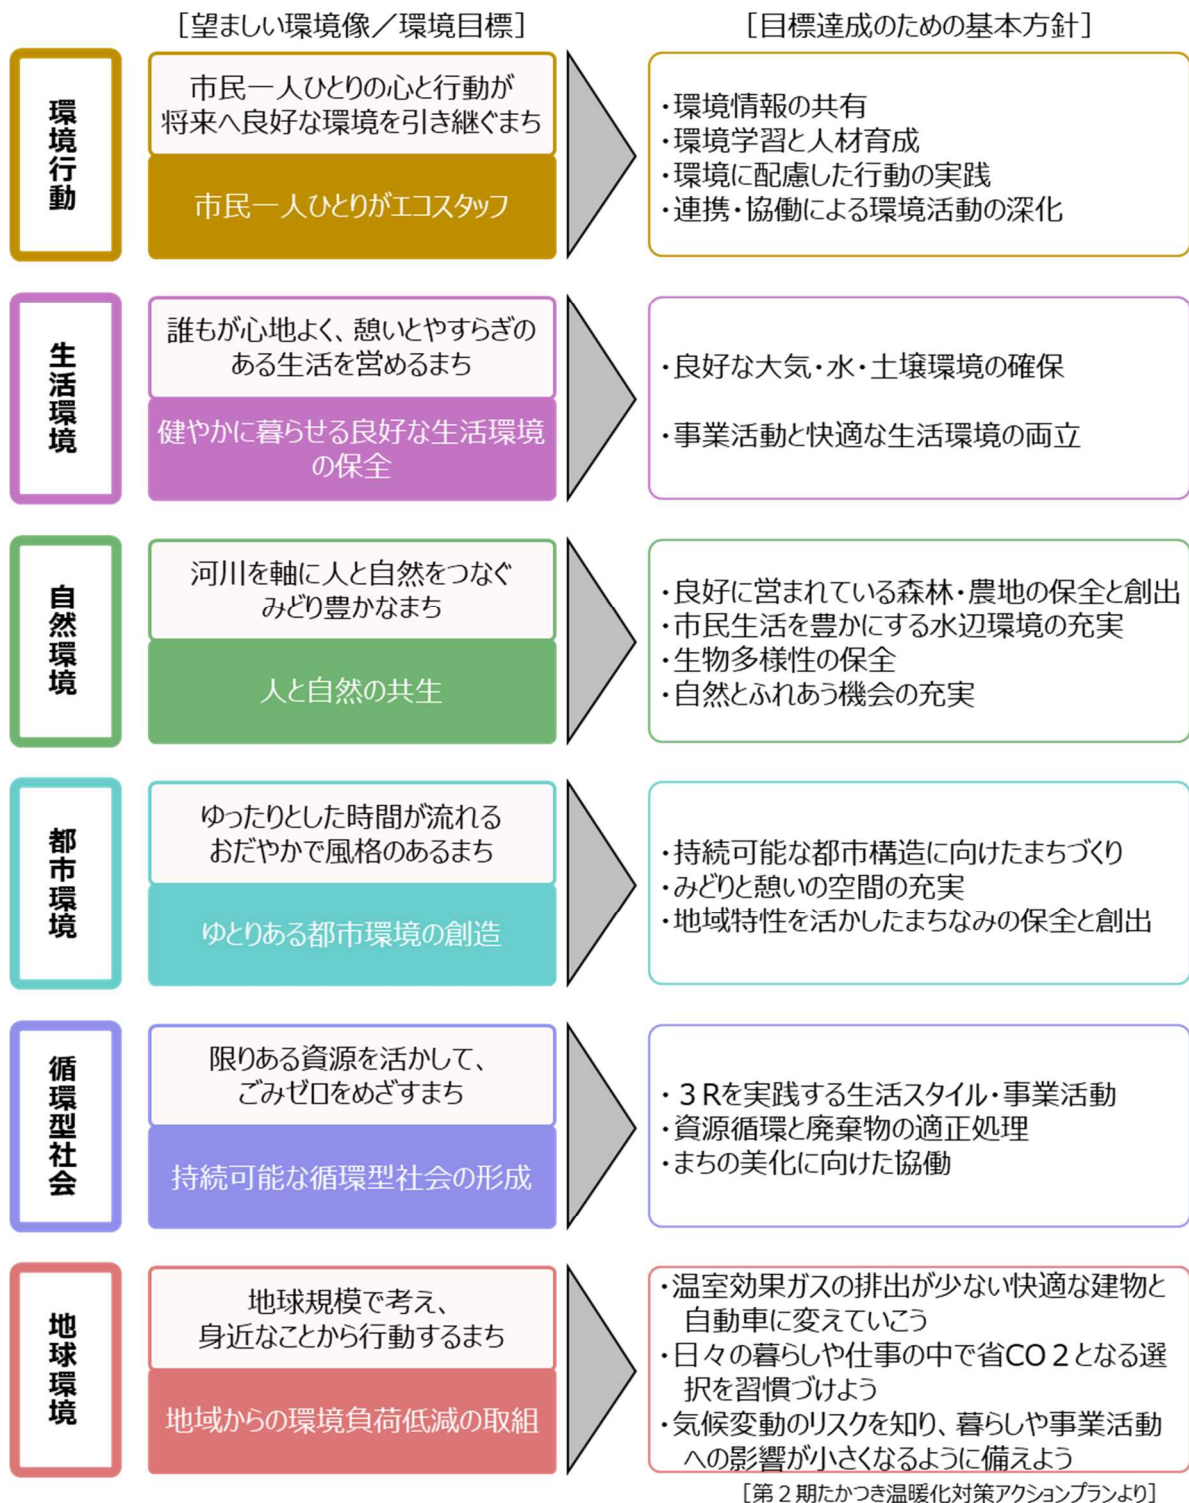 [望ましい環境像／環境目標]
[目標達成のための基本方針]
環境行動
市民一人ひとりの心と行動が
将来へ良好な環境を引き継ぐまち
市民一人ひとりがエコスタッフ
・環境情報の共有
・環境学習と人材育成
・環境に配慮した行動の実践
・連携・協働による環境活動の深化
生活環境
誰もが心地よく、憩いとやすらぎの
ある生活を営めるまち
健やかに暮らせる良好な生活環境
の保全
・良好な大気・水・土壌環境の確保
・事業活動と快適な生活環境の両立
自然環境
河川を軸に人と自然をつなぐ
みどり豊かなまち
人と自然の共生
・良好に営まれている森林・農地の保全と創出
・市民生活を豊かにする水辺環境の充実
・生物多様性の保全
・自然とふれあう機会の充実
都市環境
ゆったりとした時間が流れる
おだやかで風格のあるまち
ゆとりある都市環境の創造
・持続可能な都市構造に向けたまちづくり
・みどりと憩いの空間の充実
・地域特性を活かしたまちなみの保全と創出
循環型社会
限りある資源を活かして、
ごみゼロをめざすまち
持続可能な循環型社会の形成
・３Rを実践する生活スタイル・事業活動
・資源循環と廃棄物の適正処理
・まちの美化に向けた協働
地球環境
地球規模で考え、
身近なことから行動するまち
地域からの環境負荷低減の取組
・温室効果ガスの排出が少ない快適な建物と
自動車に変えていこう
・日々の暮らしや仕事の中で省CO２となる選
択を習慣づけよう
・気候変動のリスクを知り、暮らしや事業活動
への影響が小さくなるように備えよう
[第２期たかつき温暖化対策アクションプランより]